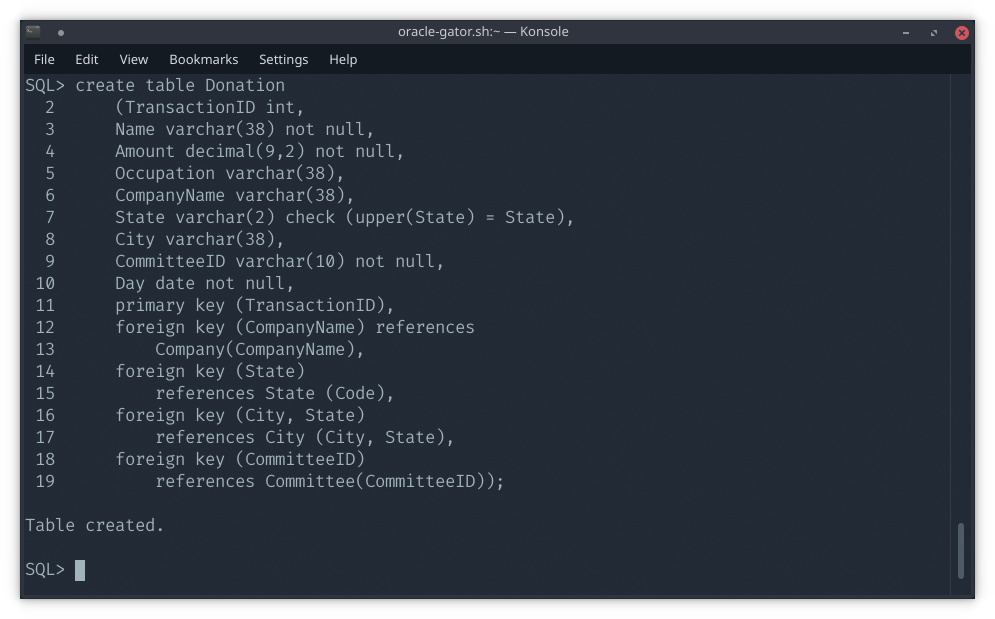 oracle-gator.sh:~ — Konsole
File Edit View Bookmarks Settings Help
SQL> create table Donation
  2      (TransactionID int,
  3      Name varchar(38) not null,
  4      Amount decimal(9,2) not null,
  5      Occupation varchar(38),
  6      CompanyName varchar(38),
  7      State varchar(2) check (upper(State) = State),
  8      City varchar(38),
  9      CommitteeID varchar(10) not null,
 10      Day date not null,
 11      primary key (TransactionID),
 12      foreign key (CompanyName) references
 13          Company(CompanyName),
 14      foreign key (State)
 15          references State (Code),
 16      foreign key (City, State)
 17          references City (City, State),
 18      foreign key (CommitteeID)
 19          references Committee(CommitteeID));
Table created.
SQL>